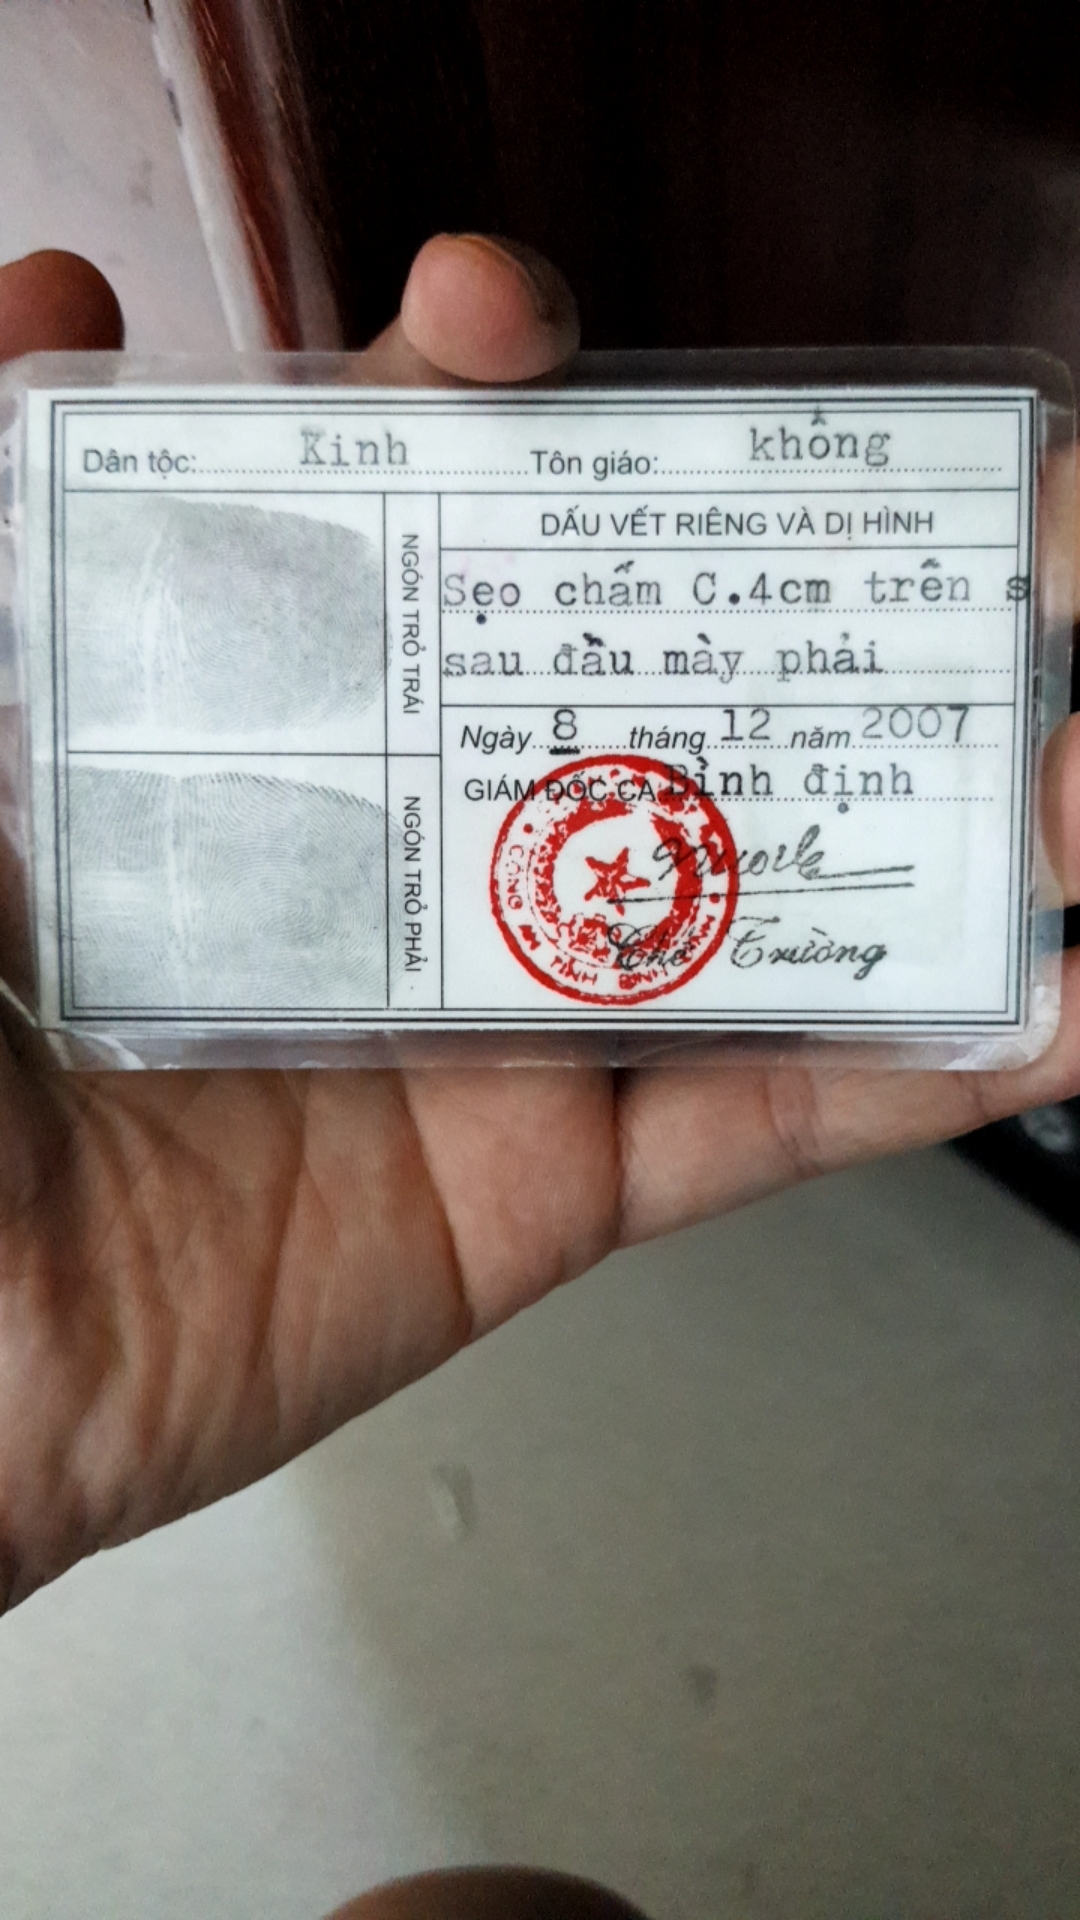 Dân tộc: Kinh Tôn giáo: không
NGÓN TRỎ TRÁI
DẤU VẾT RIÊNG VÀ DỊ HÌNH
Sẹo chấm C.4cm trên s
sau đầu mày phải
Ngày 8 tháng 12 năm 2007
GIÁM ĐỐC CA Bình định
NGÓN TRỎ PHẢI
CÔNG AN TỈNH BÌNH
Trường